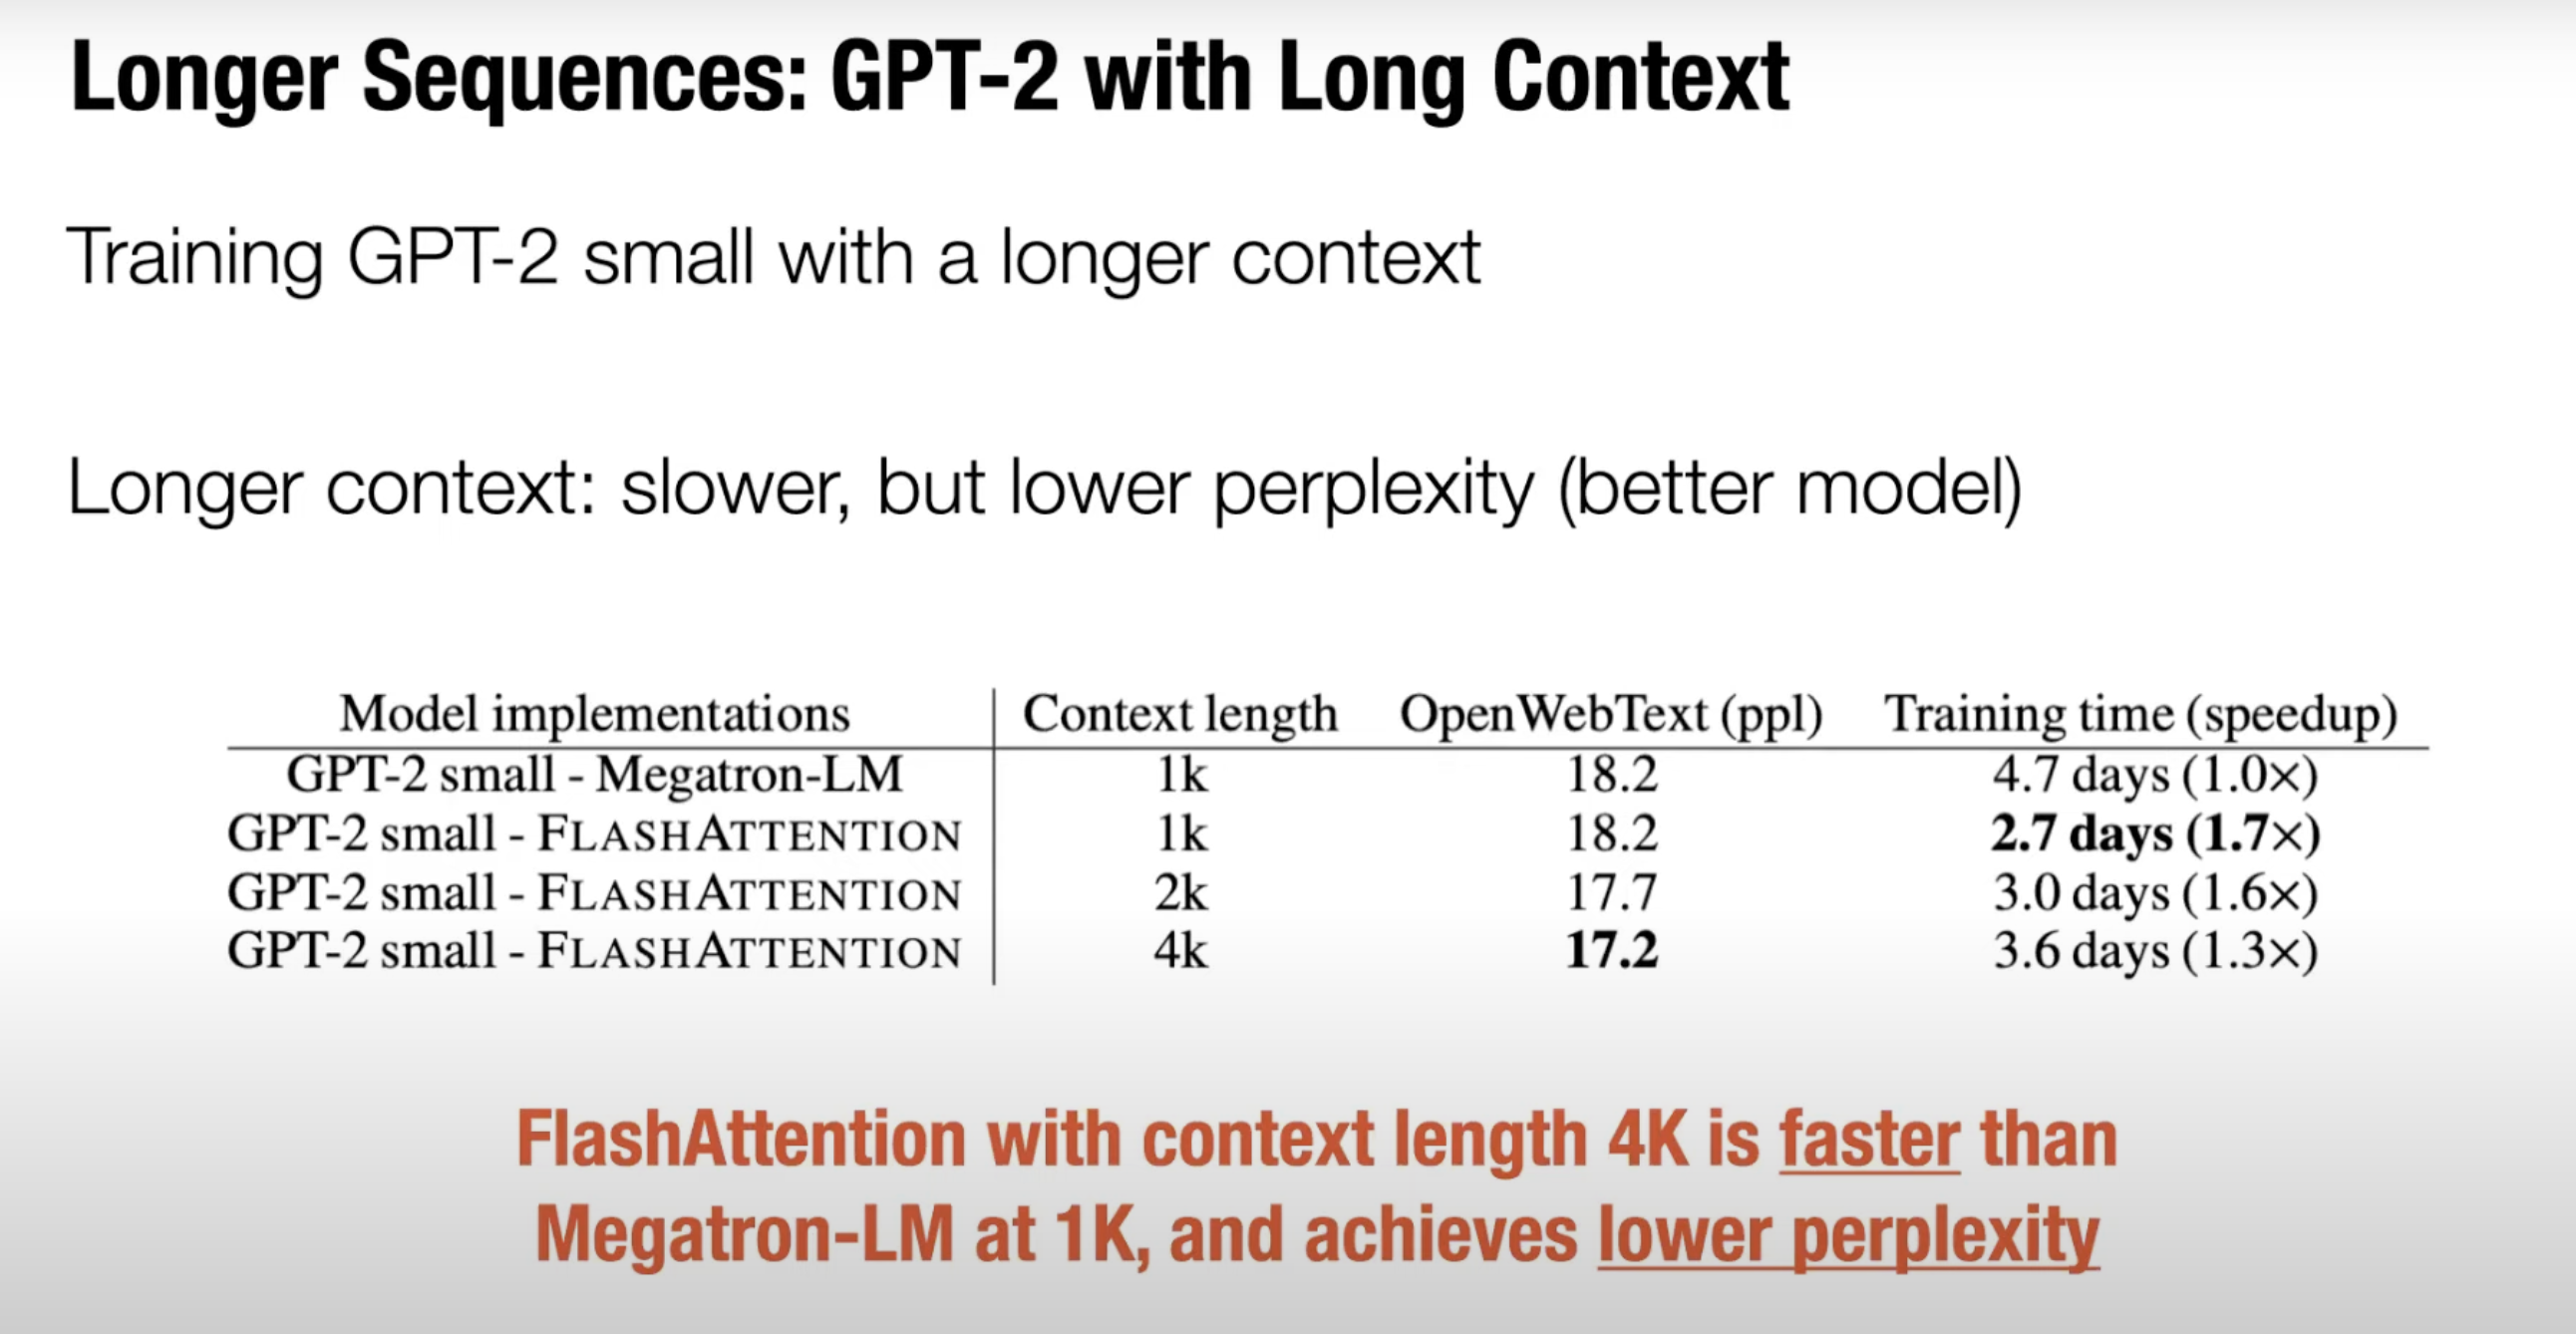 Longer Sequences: GPT-2 with Long Context
Training GPT-2 small with a longer context
Longer context: slower, but lower perplexity (better model)
Model implementations Context length OpenWebText (ppl) Training time (speedup)
GPT-2 small - Megatron-LM 1k 18.2 4.7 days (1.0×)
GPT-2 small - FLASHATTENTION 1k 18.2 2.7 days (1.7×)
GPT-2 small - FLASHATTENTION 2k 17.7 3.0 days (1.6×)
GPT-2 small - FLASHATTENTION 4k 17.2 3.6 days (1.3×)
FlashAttention with context length 4K is faster than
Megatron-LM at 1K, and achieves lower perplexity